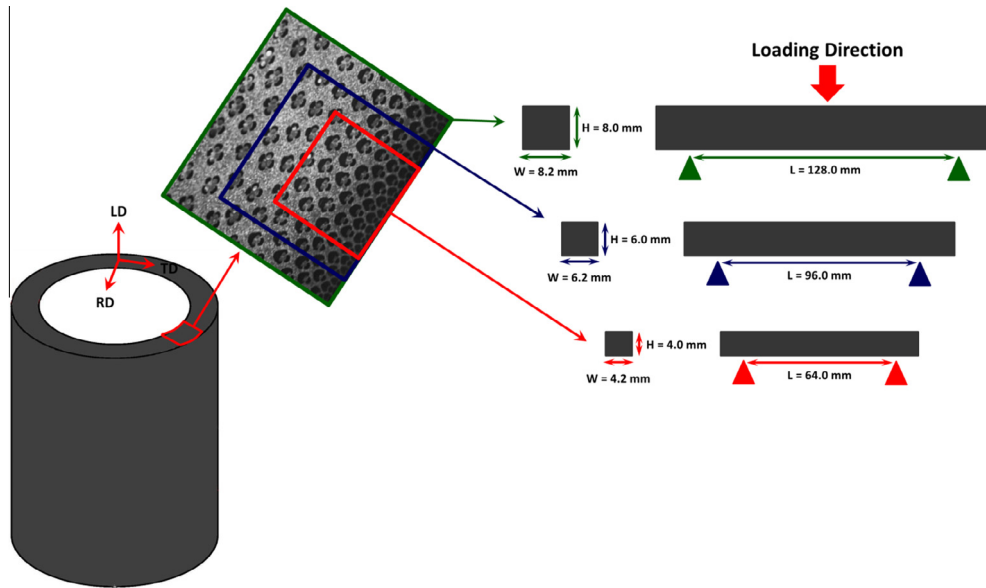 Loading Direction
H = 8.0 mm
W = 8.2 mm
L = 128.0 mm
LD
TD
RD
H = 6.0 mm
W = 6.2 mm
L = 96.0 mm
H = 4.0 mm
W = 4.2 mm
L = 64.0 mm